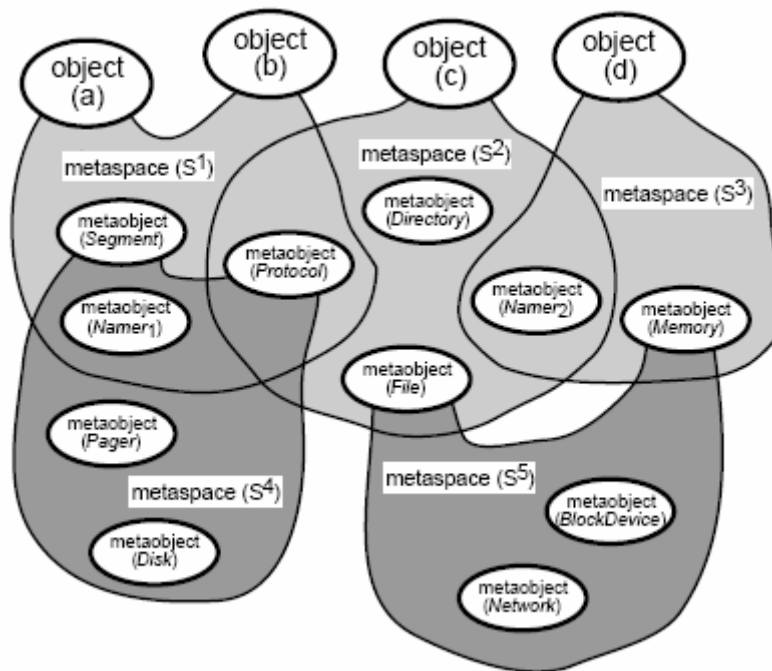 object
(a)
object
(b)
object
(c)
object
(d)
metaspace (S1)
metaspace (S2)
metaspace (S3)
metaobject
(Segment)
metaobject
(Directory)
metaobject
(Protocol)
metaobject
(Namer1)
metaobject
(Namer2)
metaobject
(Memory)
metaobject
(File)
metaobject
(Pager)
metaspace (S4)
metaspace (S5)
metaobject
(Disk)
metaobject
(BlockDevice)
metaobject
(Network)